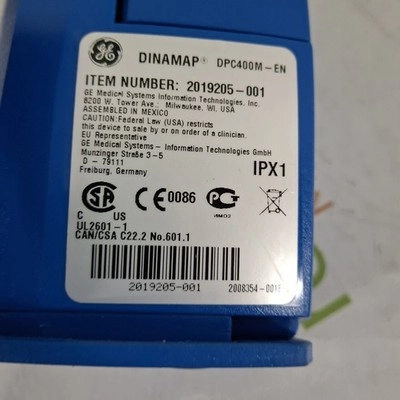 GE DINAMAP® DPC400M-EN
ITEM NUMBER: 2019205-001
GE Medical Systems Information Technologies, Inc.
8200 W. Tower Ave.; Milwaukee, WI. USA
ASSEMBLED IN MEXICO
CAUTION:Federal Law (USA) restricts
this device to sale by or on order of a clinician.
EU Representative
GE Medical Systems Information Technologies GmbH
Munzinger Straße 3-5
D - 79111
Freiburg, Germany
IPX1
CSA
C US
CE 0086
UL2601-1
CAN/CSA C22.2 No.601.1
2019205-001